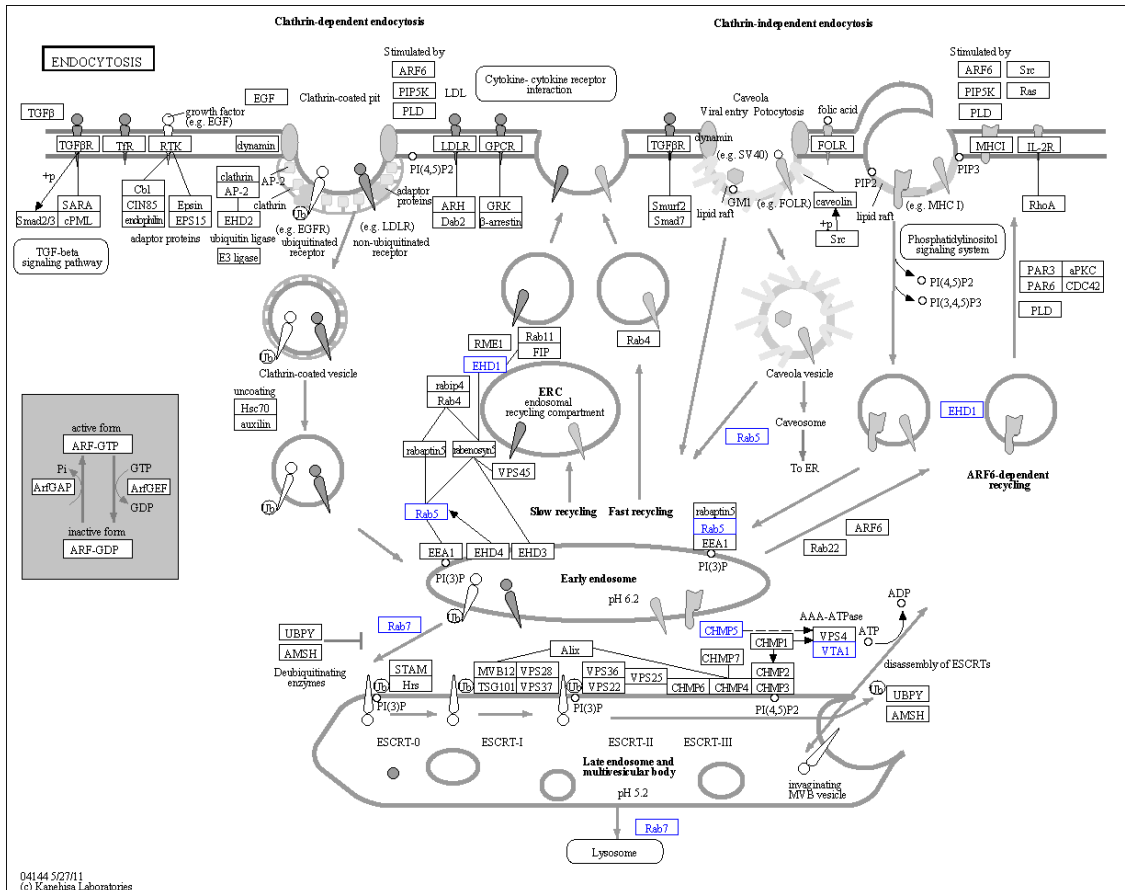 Clathrin-dependent endocytosis
Clathrin-independent endocytosis
ENDOCYTOSIS
Stimulated by
ARF6
PIP5K
PLD
LDL
Cytokine- cytokine receptor
interaction
Stimulated by
ARF6
Src
PIP5K
Ras
PLD
TGFβ
growth factor
(e.g. EGF)
EGF
Clathrin-coated pit
Caveola
Viral entry
Potocytosis
folic acid
TGFβR
TfR
RTK
dynamin
LDLR
GPCR
TGFβR
dynamin
(e.g. SV40)
FOLR
MHCI
IL-2R
PI(4,5)P2
PIP2
PIP3
+p
SARA
Smad2/3
cPML
Cbl
CIN85
endophilin
Epsin
EPS15
adaptor proteins
clathrin
AP-2
AP-2
clathrin
EHD2
ubiquitin ligase
E3 ligase
Ub
(e.g. EGFR)
ubiquitinated
receptor
(e.g. LDLR)
non-ubiquitinated
receptor
adaptor
proteins
ARH
Dab2
GRK
β-arrestin
Smurf2
Smad7
GM1
lipid raft
(e.g. FOLR)
caveolin
+p
Src
lipid raft
(e.g. MHC I)
RhoA
TGF-beta
signaling pathway
Phosphatidylinositol
signaling system
PI(4,5)P2
PI(3,4,5)P3
PAR3
aPKC
PAR6
CDC42
PLD
Ub
Clathrin-coated vesicle
uncoating
Hsc70
auxilin
Ub
RME1
Rab11
FIP
EHD1
Rab4
rabip4
Rab4
ERC
endosomal
recycling compartment
rabaptin5
rabenosyn5
VPS45
Caveola vesicle
Rab5
Caveosome
To ER
EHD1
ARF6-dependent
recycling
active form
ARF-GTP
Pi
GTP
ArfGAP
ArfGEF
GDP
inactive form
ARF-GDP
Rab5
Slow recycling
Fast recycling
rabaptin5
Rab5
EEA1
PI(3)P
ARF6
Rab22
EEA1
EHD4
EHD3
PI(3)P
Early endosome
pH 6.2
Ub
Rab7
UBPY
AMSH
Deubiquitinating
enzymes
CHMP5
AAA-ATPase
CHMP1
VPS4
VTA1
ATP
ADP
disassembly of ESCRTs
Alix
STAM
Hrs
Ub
MVB12
VPS28
TSG101
VPS37
Ub
VPS36
VPS22
VPS25
Ub
CHMP7
CHMP6
CHMP4
CHMP2
CHMP3
PI(3)P
PI(3)P
PI(4,5)P2
Ub
UBPY
AMSH
ESCRT-0
ESCRT-I
ESCRT-II
ESCRT-III
Late endosome and
multivesicular body
pH 5.2
invaginating
MVB vesicle
Rab7
Lysosome
04144 5/27/11
(c) Kanehisa Laboratories